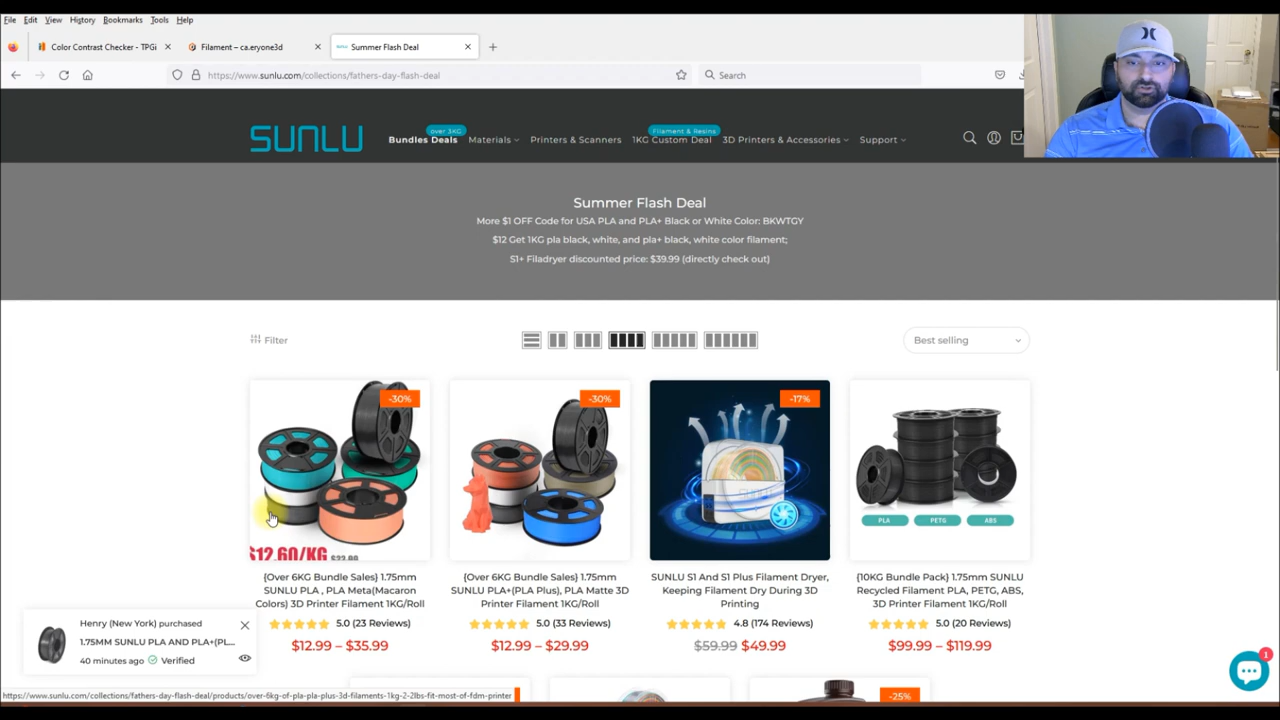 File Edit View History Bookmarks Tools Help
Color Contrast Checker - TPGi
Filament – ca.eryone3d
Summer Flash Deal
https://www.sunlu.com/collections/fathers-day-flash-deal
Search
SUNLU
over 3KG
Filament & Resins
Bundles Deals Materials Printers & Scanners 1KG Custom Deal 3D Printers & Accessories Support
Summer Flash Deal
More $1 OFF Code for USA PLA and PLA+ Black or White Color: BKWTGY
$12 Get 1KG pla black, white, and pla+ black, white color filament;
S1+ Filadryer discounted price: $39.99 (directly check out)
Filter
Best selling
-30%
-30%
-17%
SUNLU
PLA PETG ABS
$12.60/KG $23.99
{Over 6KG Bundle Sales} 1.75mm
SUNLU PLA , PLA Meta(Macaron
Colors) 3D Printer Filament 1KG/Roll
5.0 (23 Reviews)
$12.99 – $35.99
{Over 6KG Bundle Sales} 1.75mm
SUNLU PLA+(PLA Plus), PLA Matte 3D
Printer Filament 1KG/Roll
5.0 (33 Reviews)
$12.99 – $29.99
SUNLU S1 And S1 Plus Filament Dryer,
Keeping Filament Dry During 3D
Printing
4.8 (174 Reviews)
$59.99 $49.99
{10KG Bundle Pack} 1.75mm SUNLU
Recycled Filament PLA, PETG, ABS,
3D Printer Filament 1KG/Roll
5.0 (20 Reviews)
$99.99 – $119.99
Henry (New York) purchased
1.75MM SUNLU PLA AND PLA+(PL...
40 minutes ago Verified
1
-25%
https://www.sunlu.com/collections/fathers-day-flash-deal/products/over-6kg-of-pla-pla-plus-3d-filaments-1kg-2-2lbs-fit-most-of-fdm-printer